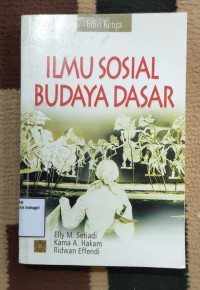 Edisi Ketiga
ILMU SOSIAL
BUDAYA DASAR
Elly M. Setiadi
Kama A. Hakam
Ridwan Effendi